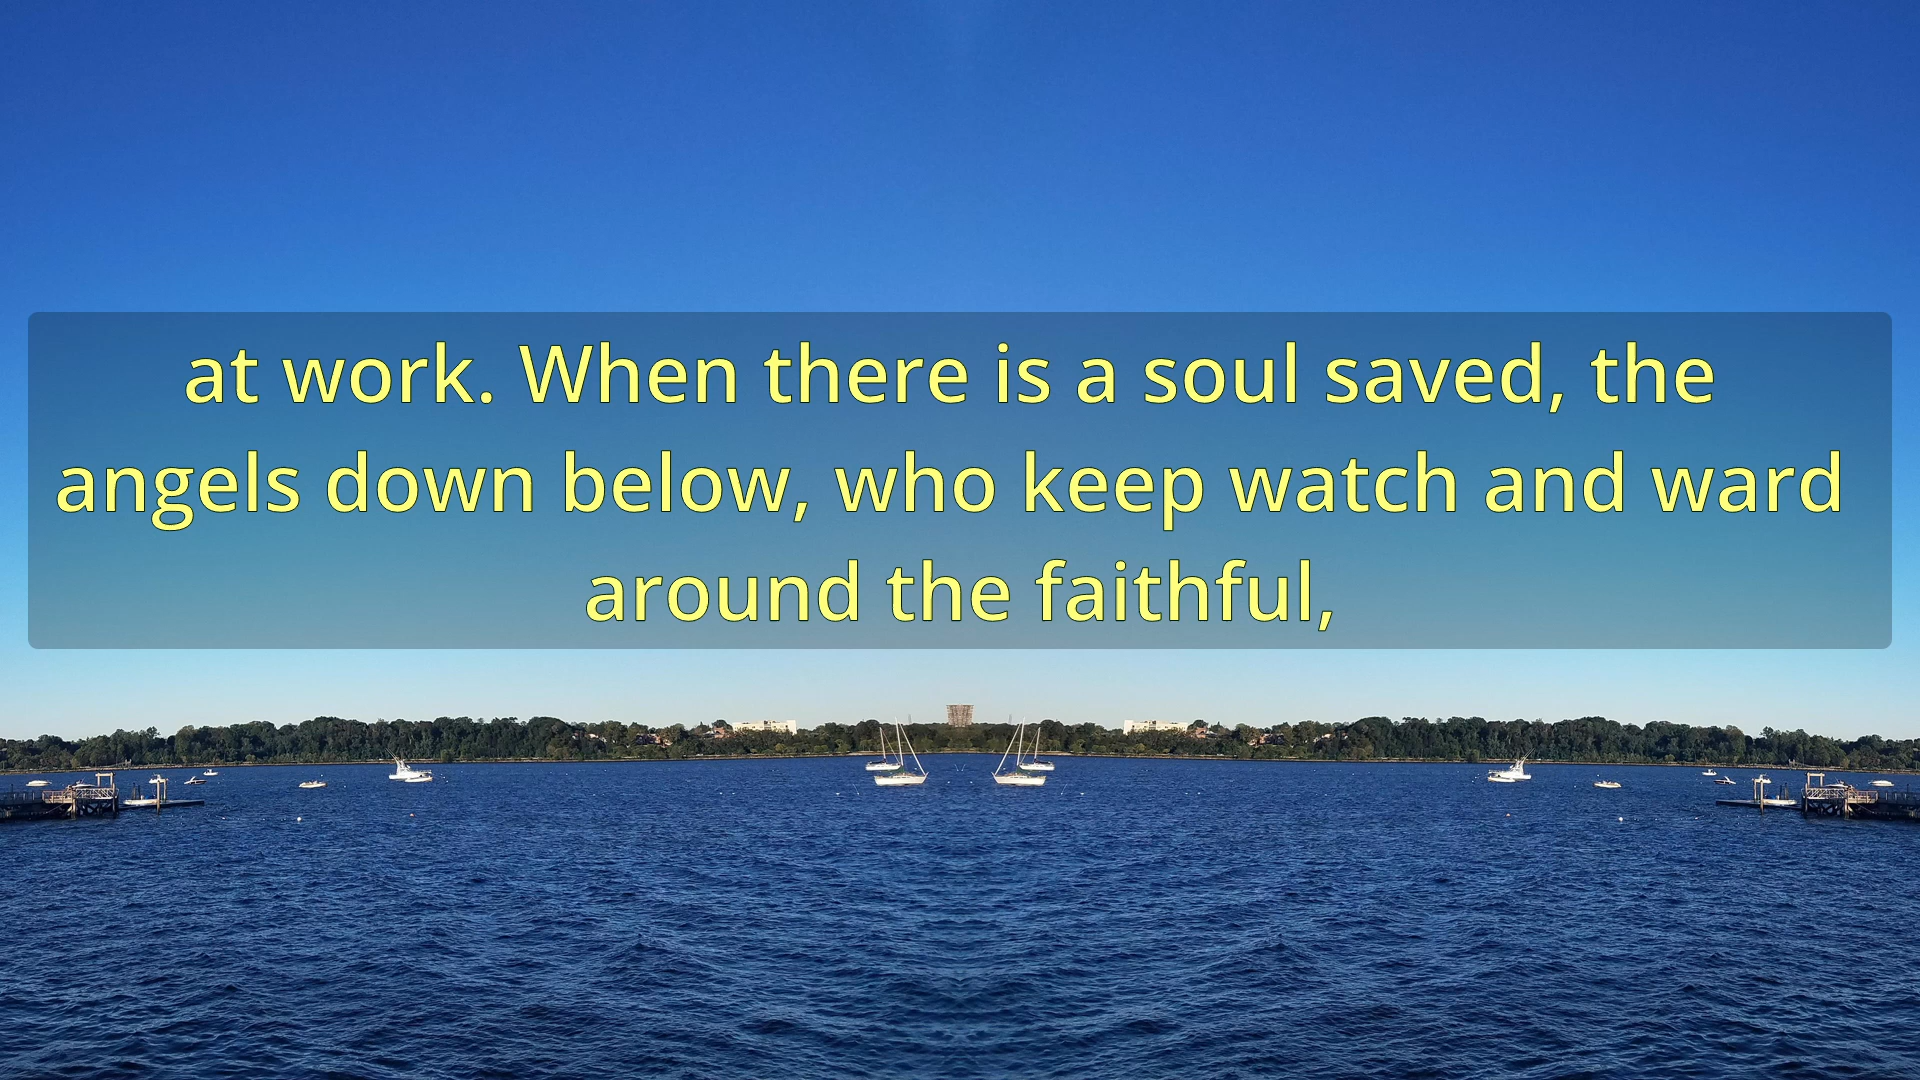 at work. When there is a soul saved, the
angels down below, who keep watch and ward
around the faithful,